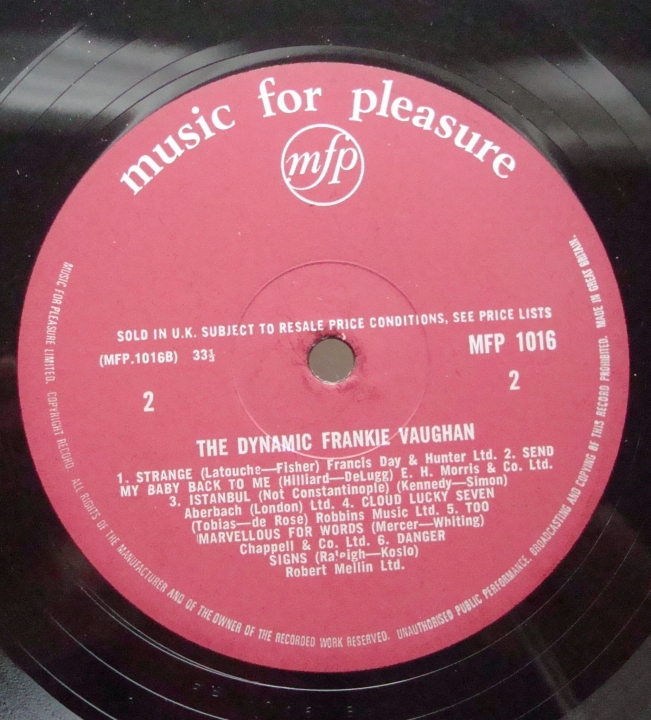 music for pleasure
mfp
SOLD IN U.K. SUBJECT TO RESALE PRICE CONDITIONS, SEE PRICE LISTS
(MFP.1016B) 33⅓
MFP 1016
2
2
THE DYNAMIC FRANKIE VAUGHAN
1. STRANGE (Latouche—Fisher) Francis Day & Hunter Ltd. 2. SEND
MY BABY BACK TO ME (Hilliard—DeLugg) E. H. Morris & Co. Ltd.
3. ISTANBUL (Not Constantinople) (Kennedy—Simon)
Aberbach (London) Ltd. 4. CLOUD LUCKY SEVEN
(Tobias—de Rose) Robbins Music Ltd. 5. TOO
MARVELLOUS FOR WORDS (Mercer—Whiting)
Chappell & Co. Ltd. 6. DANGER
SIGNS (Raleigh—Koslo)
Robert Mellin Ltd.
MUSIC FOR PLEASURE LIMITED. COPYRIGHT RECORD. ALL RIGHTS OF THE MANUFACTURER AND OF THE OWNER OF THE RECORDED WORK RESERVED. UNAUTHORISED PUBLIC PERFORMANCE, BROADCASTING AND COPYING OF THIS RECORD PROHIBITED. MADE IN GREAT BRITAIN.